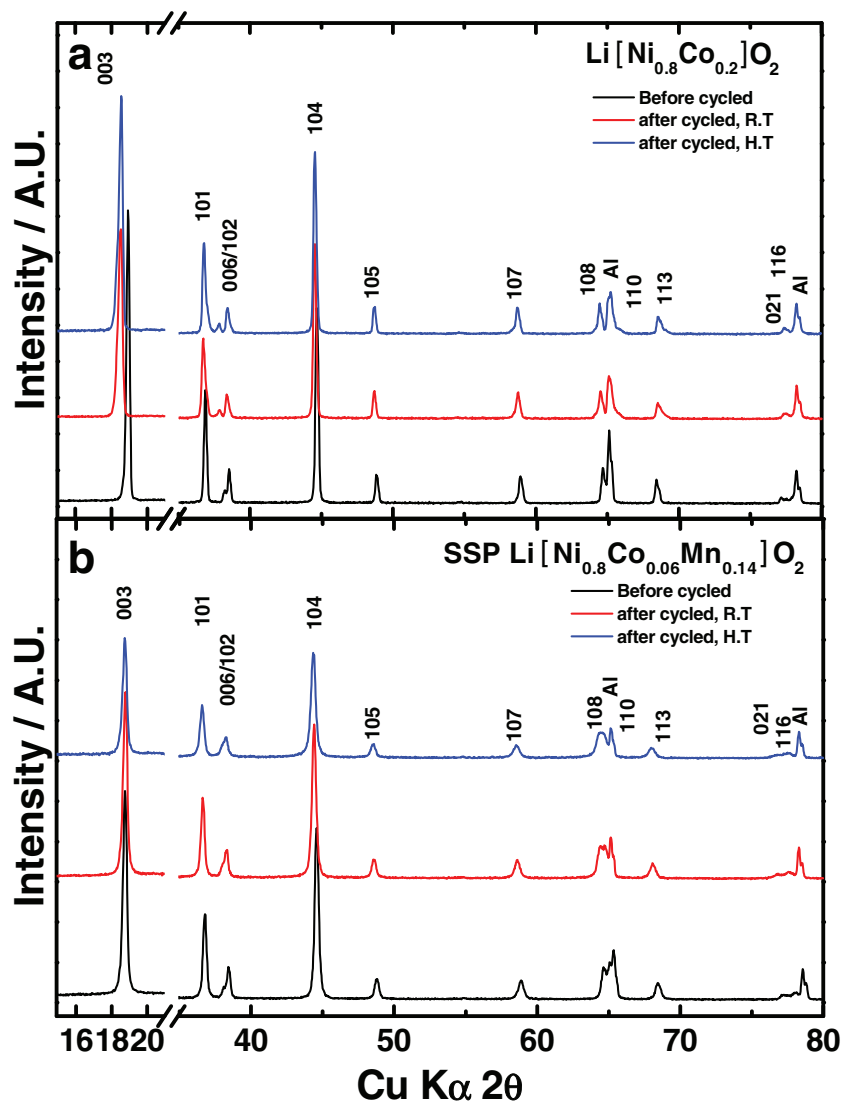 a
Li[Ni0.8Co0.2]O2
Before cycled
after cycled, R.T
after cycled, H.T
003
101
006/102
104
105
107
108
Al
110
113
021
116
Al
Intensity / A.U.
b
SSP Li[Ni0.8Co0.06Mn0.14]O2
Before cycled
after cycled, R.T
after cycled, H.T
003
101
006/102
104
105
107
108
Al
110
113
021
116
Al
Intensity / A.U.
16 18 20 40 50 60 70 80
Cu Kα 2θ